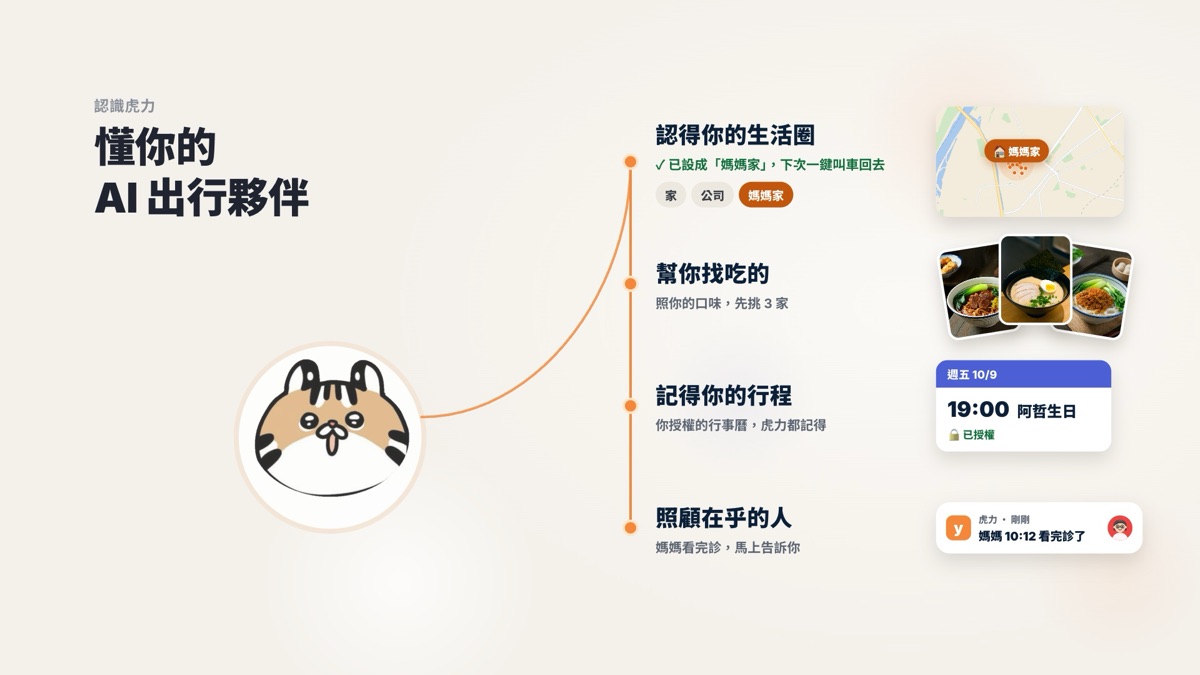 認識虎力
懂你的
AI 出行夥伴
認得你的生活圈
✓ 已設成「媽媽家」，下次一鍵叫車回去
家 公司 媽媽家
媽媽家
幫你找吃的
照你的口味，先挑 3 家
記得你的行程
你授權的行事曆，虎力都記得
週五 10/9
19:00 阿哲生日
已授權
照顧在乎的人
媽媽看完診，馬上告訴你
y
虎力・剛剛
媽媽 10:12 看完診了